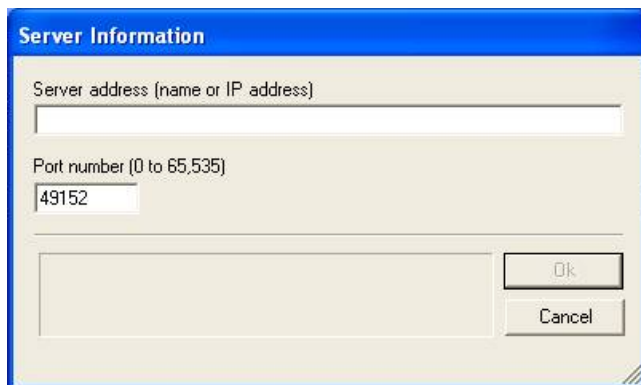 Server Information
Server address (name or IP address)
Port number (0 to 65,535)
49152
Ok
Cancel